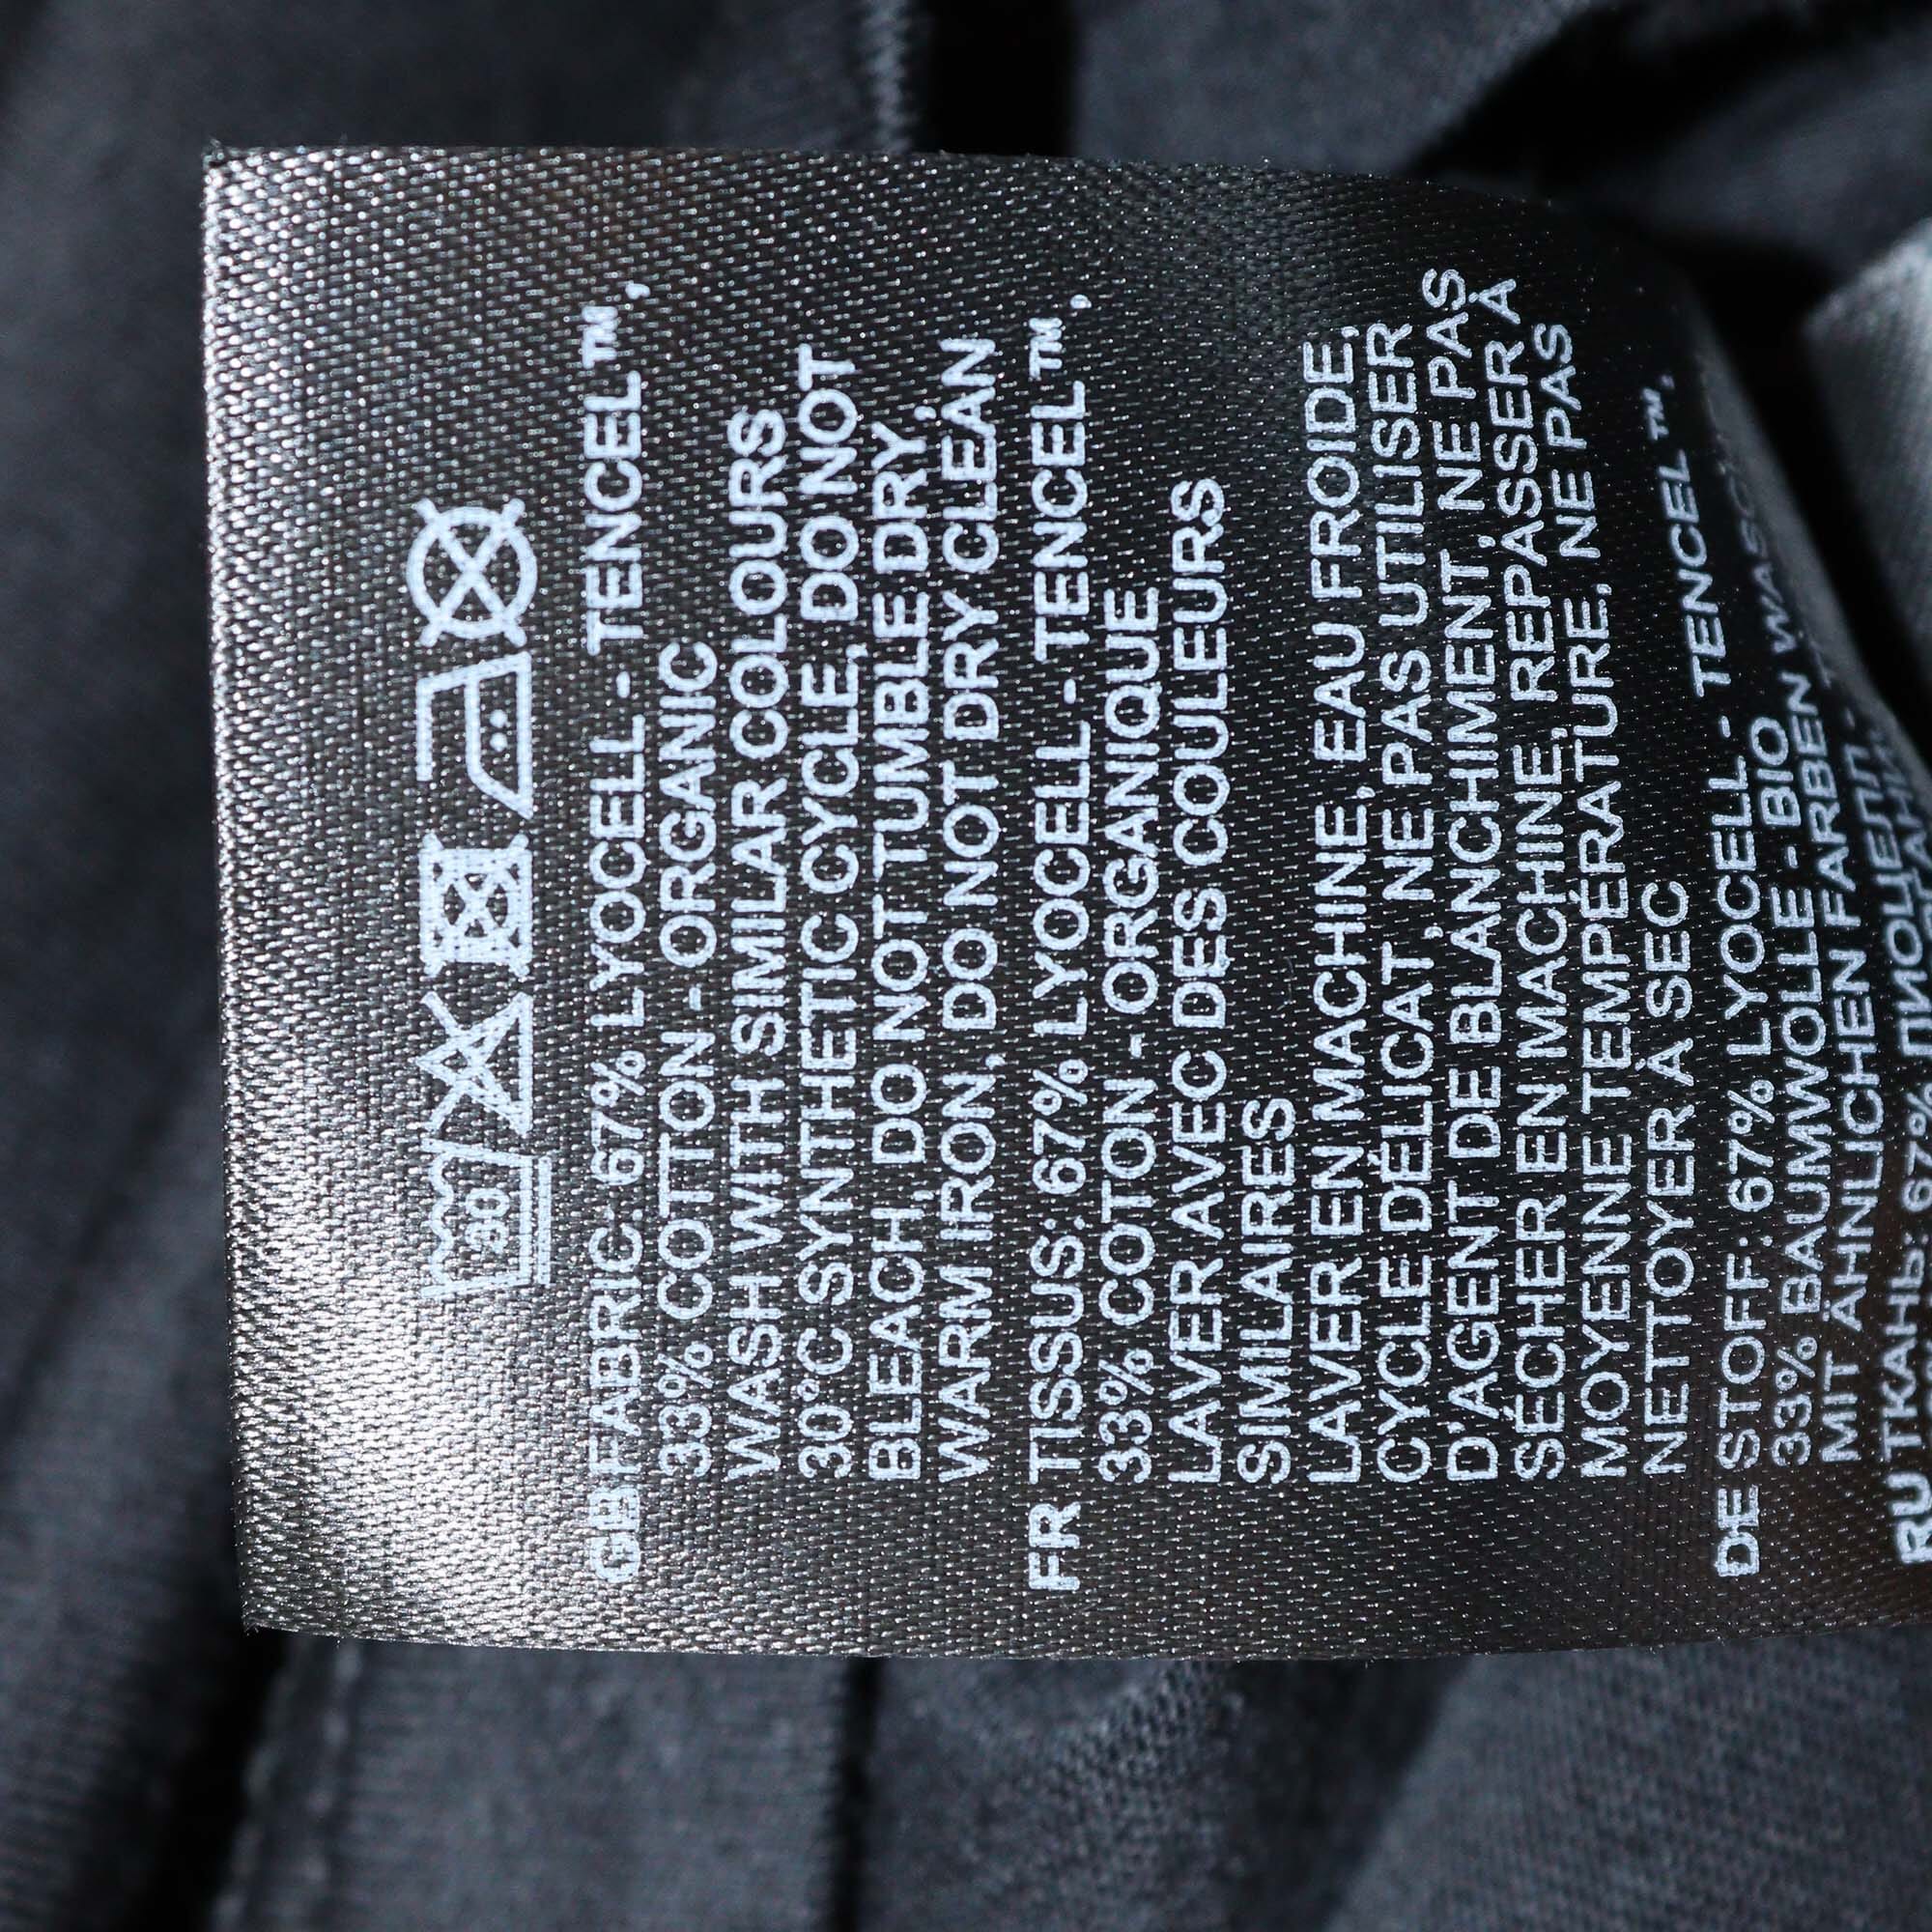 30
GB FABRIC: 67% LYOCELL - TENCEL™,
33% COTTON - ORGANIC
WASH WITH SIMILAR COLOURS
30°C SYNTHETIC CYCLE, DO NOT
BLEACH, DO NOT TUMBLE DRY,
WARM IRON, DO NOT DRY CLEAN
FR TISSUS: 67% LYOCELL - TENCEL™,
33% COTON - ORGANIQUE
LAVER AVEC DES COULEURS
SIMILAIRES
LAVER EN MACHINE, EAU FROIDE,
CYCLE DÉLICAT, NE PAS UTILISER
D'AGENT DE BLANCHIMENT, NE PAS
SÉCHER EN MACHINE, REPASSER À
MOYENNE TEMPÉRATURE, NE PAS
NETTOYER À SEC
DE STOFF: 67% LYOCELL - TENCEL™,
33% BAUMWOLLE - BIO
MIT ÄHNLICHEN FARBEN
RU ТКАНЬ: 67% ЛИОЦЕЛЛ -